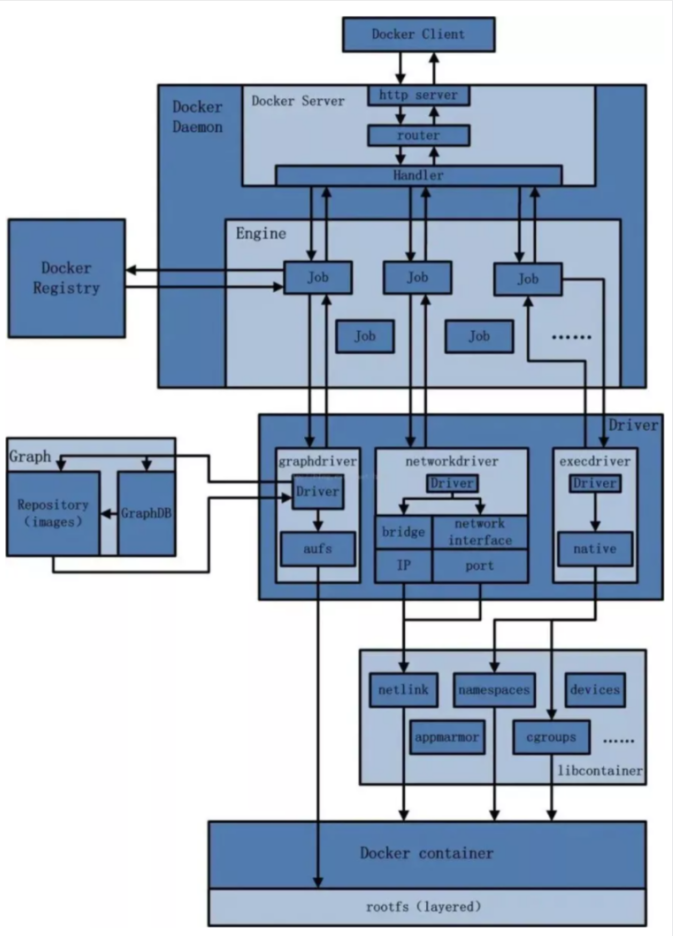 Docker Client
Docker
Daemon
Docker Server
http server
router
Handler
Docker
Registry
Engine
Job
Job
Job
Job
Job
......
Driver
Graph
Repository
(images)
GraphDB
graphdriver
Driver
aufs
networkdriver
Driver
bridge
network
interface
IP
port
execdriver
Driver
native
netlink
namespaces
devices
appmarmor
cgroups
......
libcontainer
Docker container
rootfs (layered)